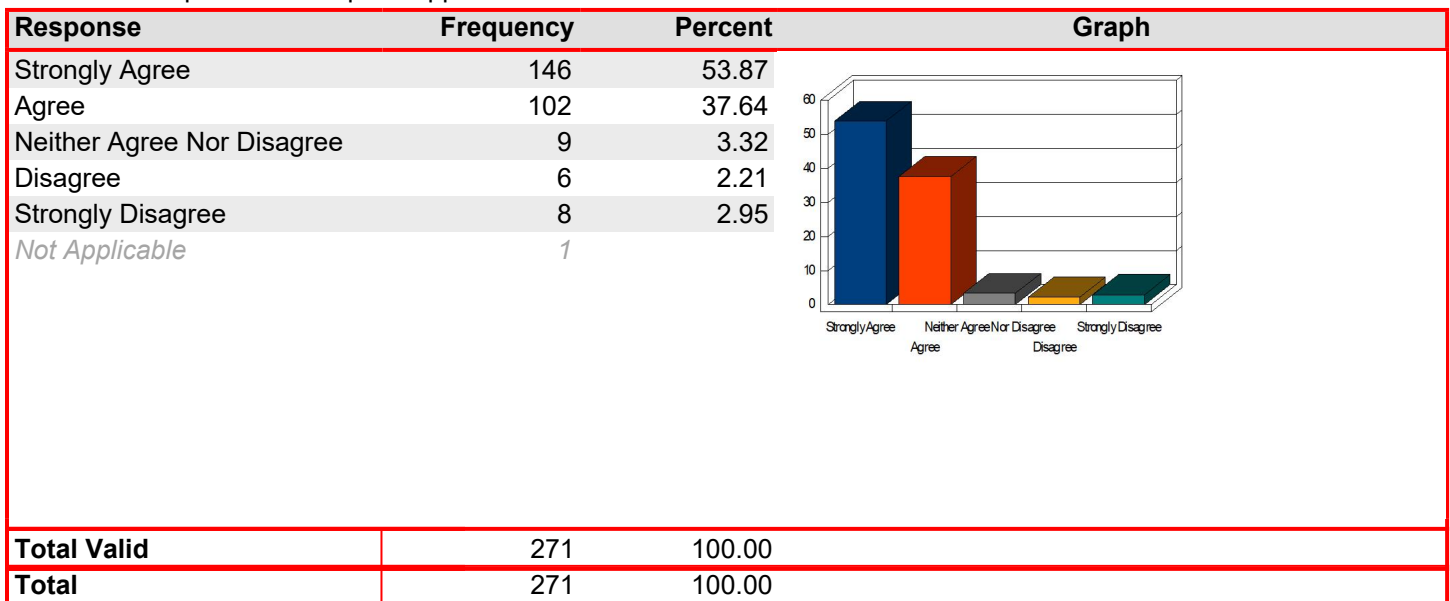 Response Frequency Percent Graph
Strongly Agree 146 53.87
Agree 102 37.64
Neither Agree Nor Disagree 9 3.32
Disagree 6 2.21
Strongly Disagree 8 2.95
Not Applicable 1
60
50
40
30
20
10
0
Strongly Agree Neither Agree Nor Disagree Strongly Disagree
Agree Disagree
Total Valid 271 100.00
Total 271 100.00